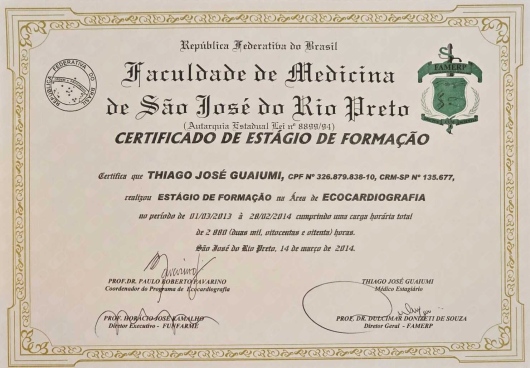 República Federativa do Brasil
Faculdade de Medicina
de São José do Rio Preto
(Autarquia Estadual Lei nº 8899/94)
CERTIFICADO DE ESTÁGIO DE FORMAÇÃO
REPÚBLICA FEDERATIVA DO BRASIL
FAMERP
Certifica que THIAGO JOSÉ GUAIUMI, CPF Nº 326.879.838-10, CRM-SP Nº 135.677,
realizou ESTÁGIO DE FORMAÇÃO na Área de ECOCARDIOGRAFIA
no período de 01/03/2013 à 28/02/2014 cumprindo uma carga horária total
de 2 880 (duas mil, oitocentas e oitenta) horas.
São José do Rio Preto, 14 de março de 2014.
PROF.DR. PAULO ROBERTO PAVARINO
Coordenador do Programa de Ecocardiografia
THIAGO JOSÉ GUAIUMI
Médico Estagiário
PROF. HORÁCIO JOSÉ RAMALHO
Diretor Executivo - FUNFARME
PROF. DR. DULCIMAR DONIZETI DE SOUZA
Diretor Geral - FAMERP